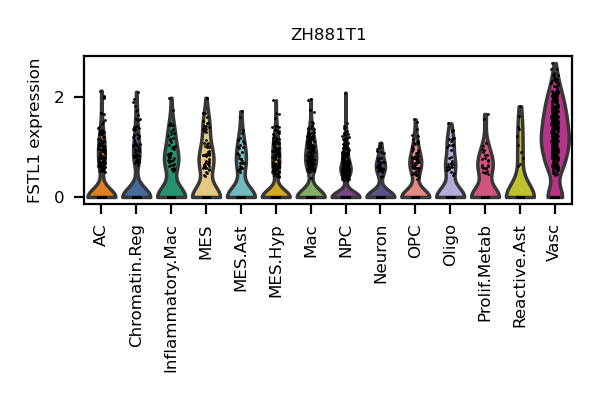 ZH881T1
FSTL1 expression
2
0
AC
Chromatin.Reg
Inflammatory.Mac
MES
MES.Ast
MES.Hyp
Mac
NPC
Neuron
OPC
Oligo
Prolif.Metab
Reactive.Ast
Vasc